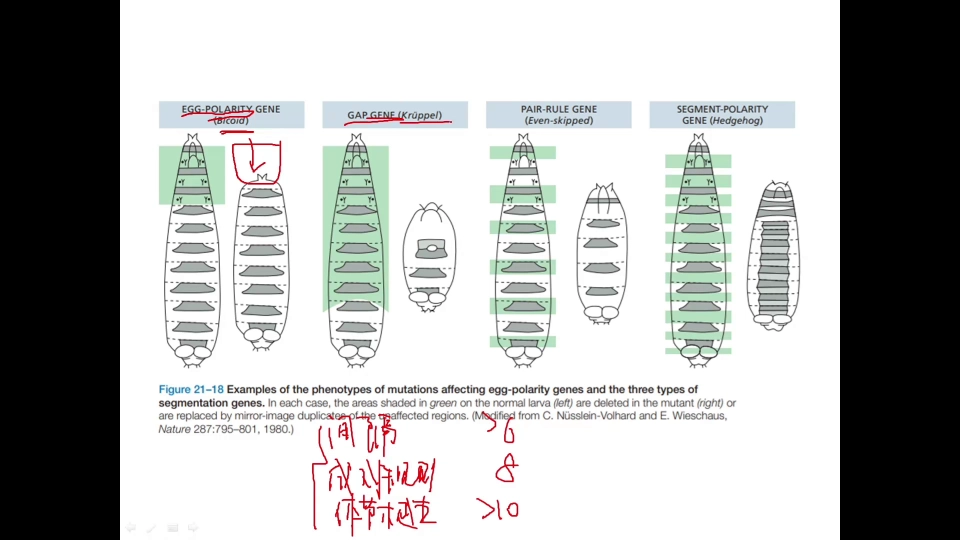 EGG-POLARITY GENE
(Bicoid)
GAP GENE (Krüppel)
PAIR-RULE GENE
(Even-skipped)
SEGMENT-POLARITY
GENE (Hedgehog)
Figure 21–18 Examples of the phenotypes of mutations affecting egg-polarity genes and the three types of
segmentation genes. In each case, the areas shaded in green on the normal larva (left) are deleted in the mutant (right) or
are replaced by mirror-image duplicates of the unaffected regions. (Modified from C. Nüsslein-Volhard and E. Wieschaus,
Nature 287:795–801, 1980.)
间隔 >6
成对规则 8
体节极性 >10